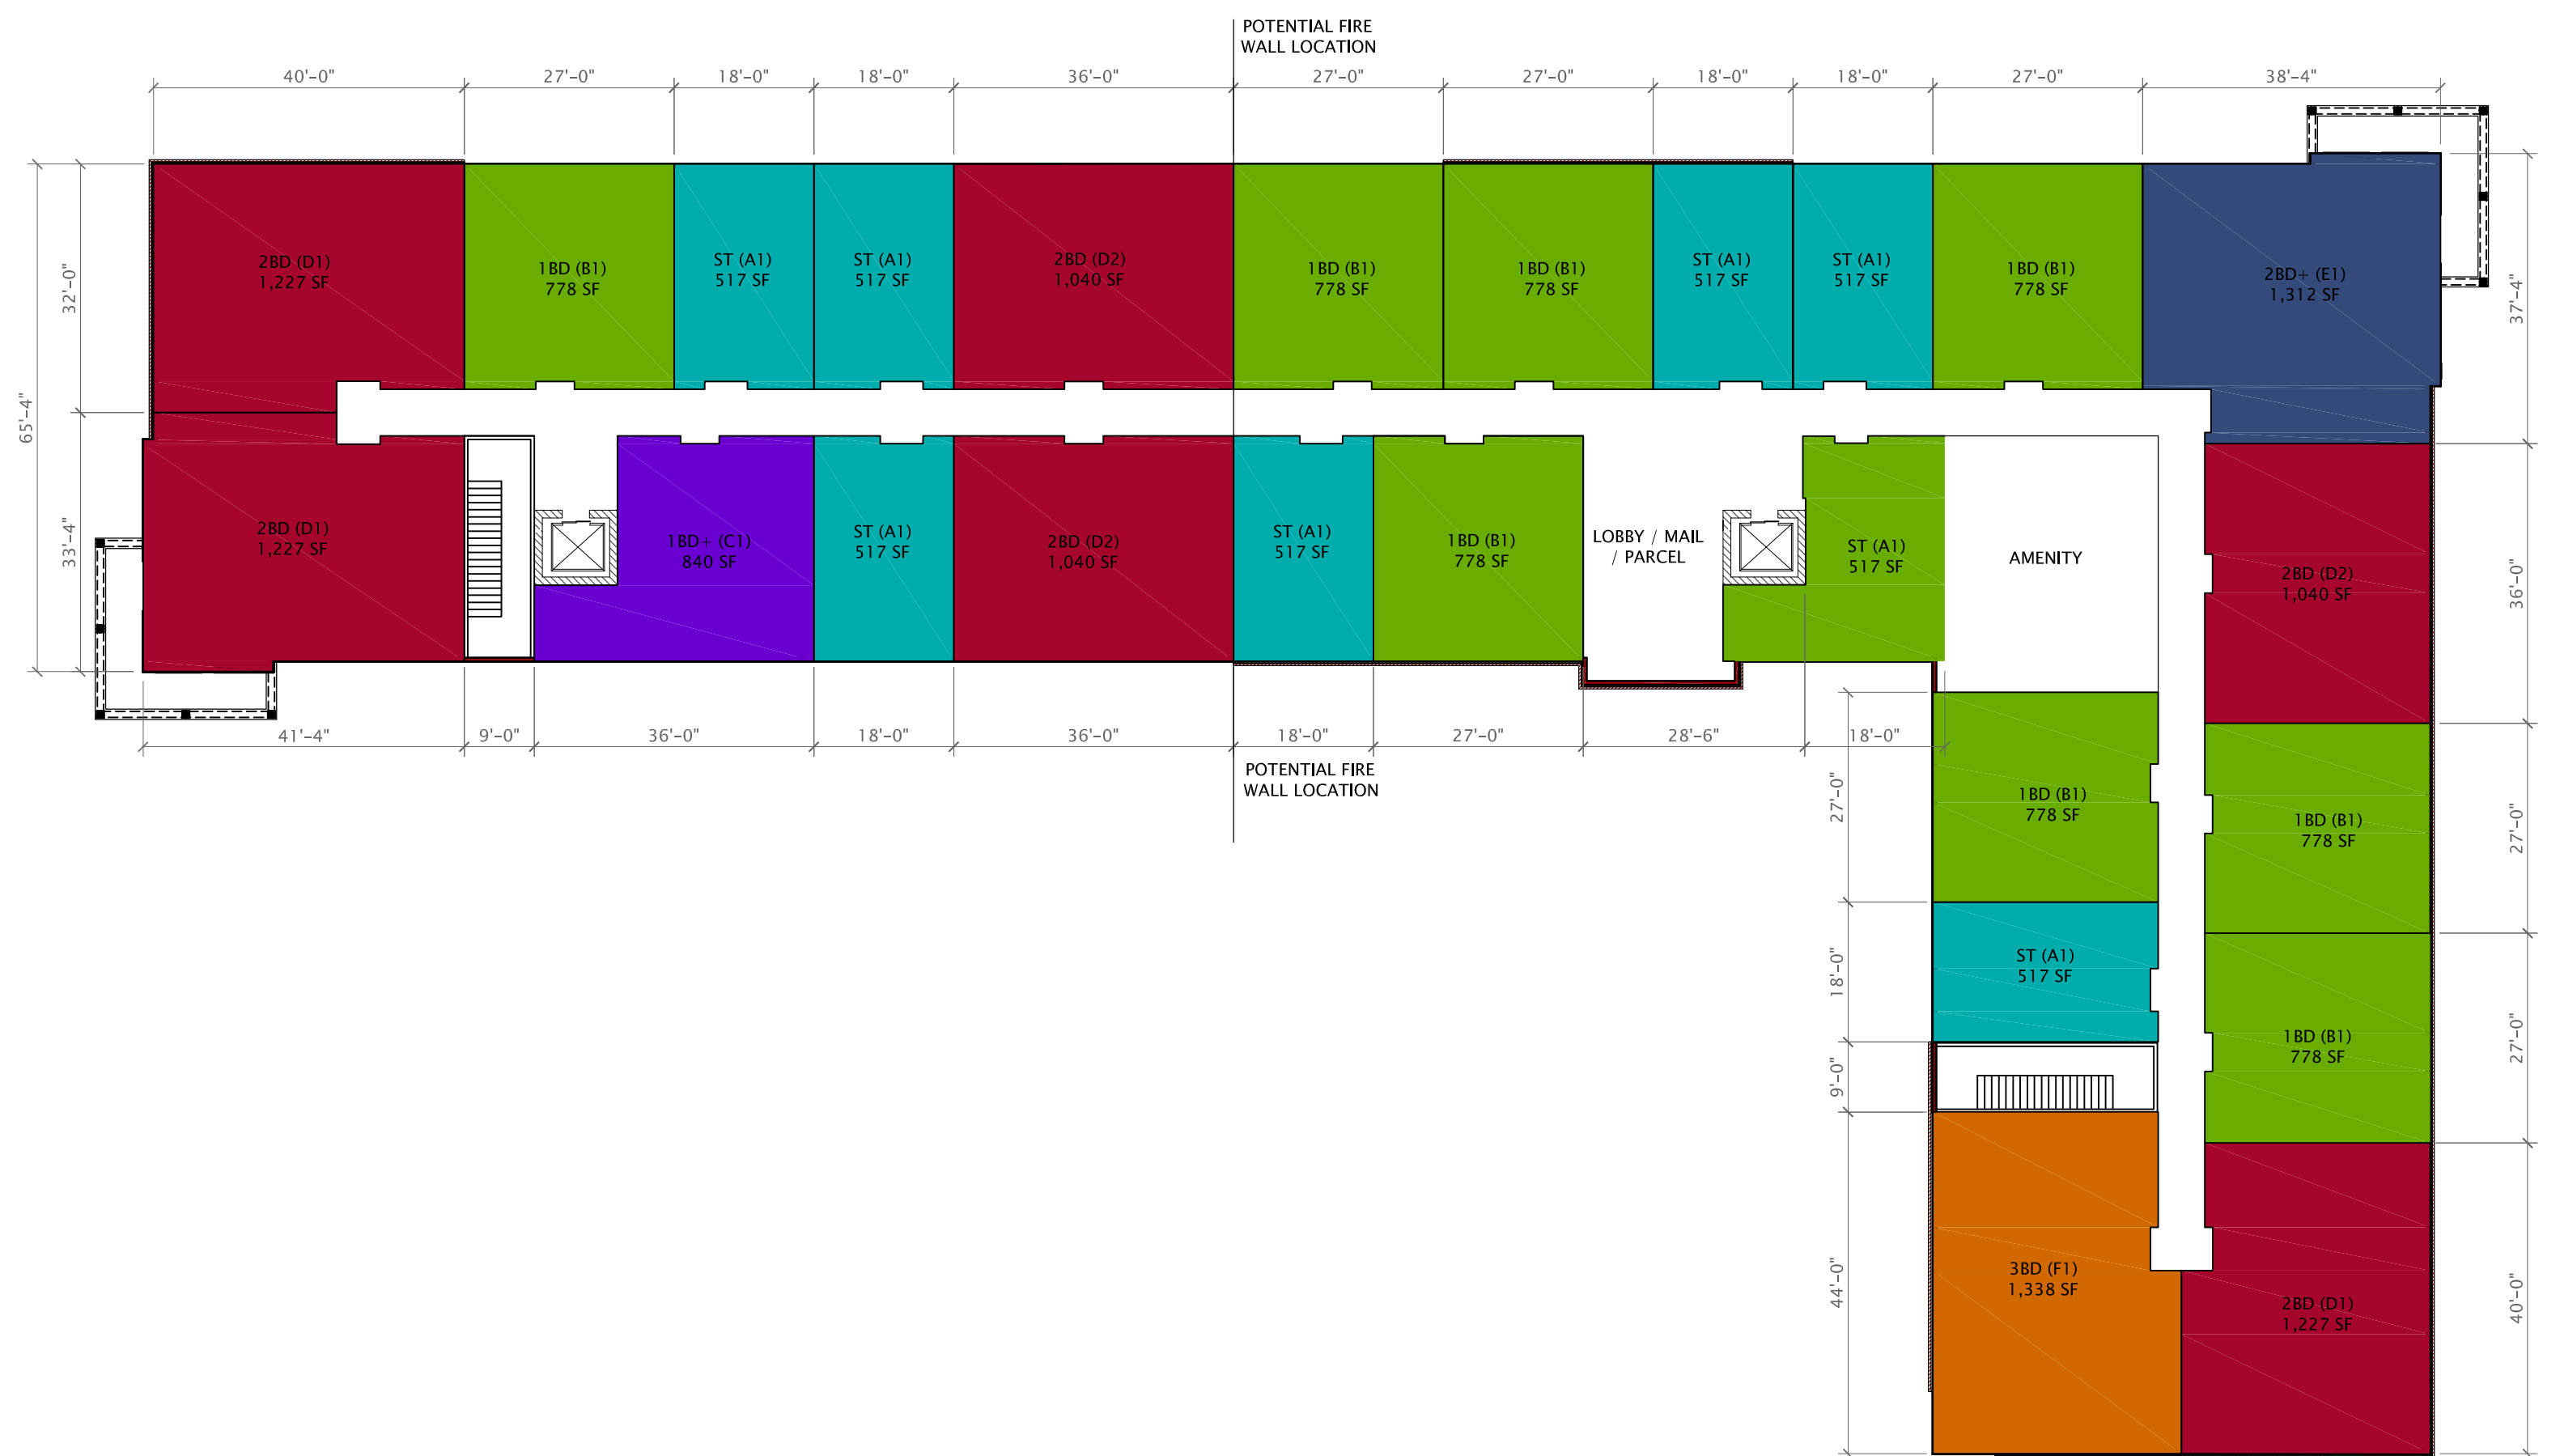 POTENTIAL FIRE
WALL LOCATION
40'-0"
27'-0"
18'-0"
18'-0"
36'-0"
27'-0"
27'-0"
18'-0"
18'-0"
27'-0"
38'-4"
65'-4"
32'-0"
33'-4"
2BD (D1)
1,227 SF
1BD (B1)
778 SF
ST (A1)
517 SF
ST (A1)
517 SF
2BD (D2)
1,040 SF
1BD (B1)
778 SF
1BD (B1)
778 SF
ST (A1)
517 SF
ST (A1)
517 SF
1BD (B1)
778 SF
2BD+ (E1)
1,312 SF
37'-4"
2BD (D1)
1,227 SF
1BD+ (C1)
840 SF
ST (A1)
517 SF
2BD (D2)
1,040 SF
ST (A1)
517 SF
1BD (B1)
778 SF
LOBBY / MAIL
/ PARCEL
ST (A1)
517 SF
AMENITY
2BD (D2)
1,040 SF
36'-0"
41'-4"
9'-0"
36'-0"
18'-0"
36'-0"
18'-0"
27'-0"
28'-6"
18'-0"
POTENTIAL FIRE
WALL LOCATION
27'-0"
1BD (B1)
778 SF
1BD (B1)
778 SF
27'-0"
18'-0"
ST (A1)
517 SF
1BD (B1)
778 SF
27'-0"
9'-0"
44'-0"
3BD (F1)
1,338 SF
2BD (D1)
1,227 SF
40'-0"